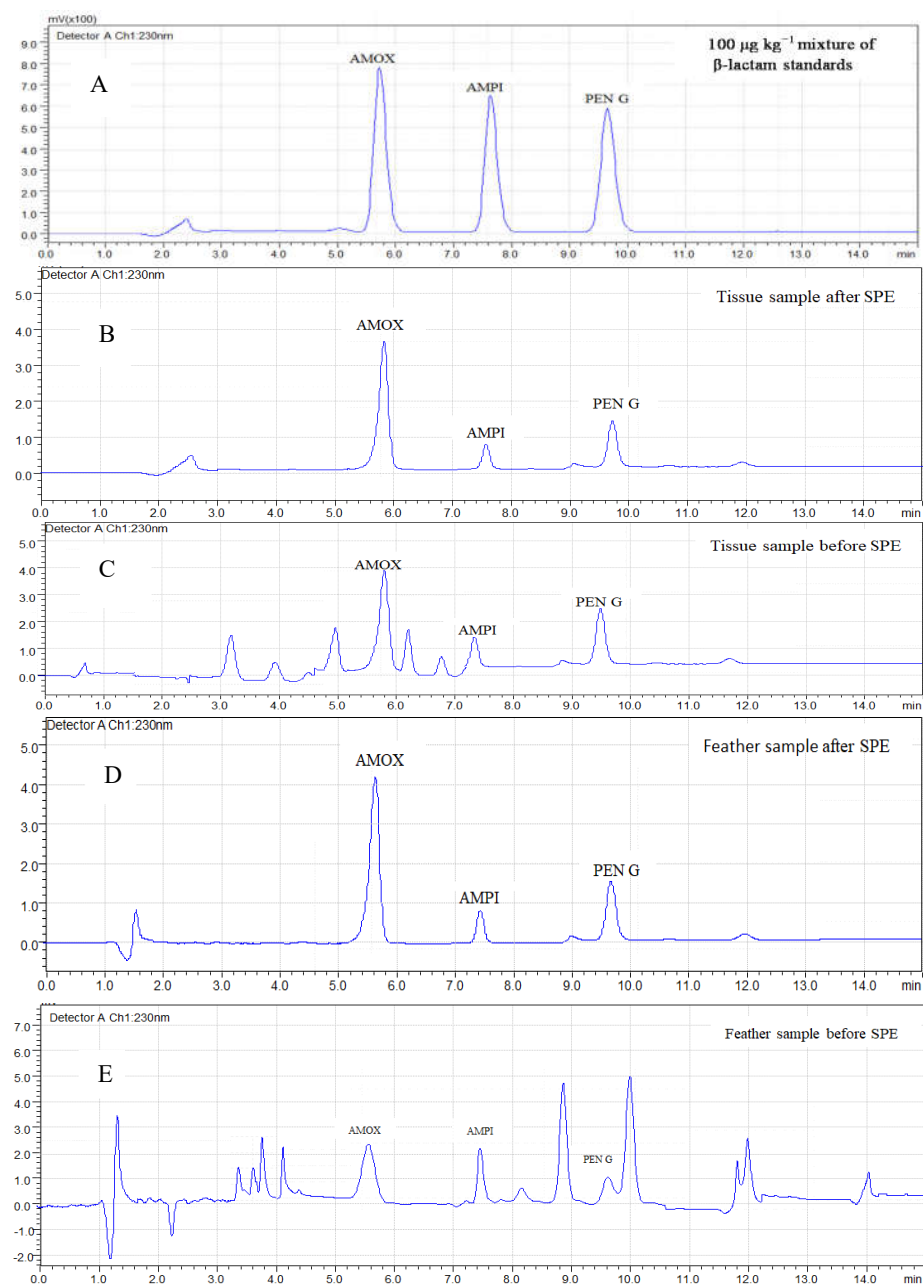 mV(x100)
Detector A Ch1:230nm
100 µg kg⁻¹ mixture of
β-lactam standards
A
AMOX
AMPI
PEN G
9.0
8.0
7.0
6.0
5.0
4.0
3.0
2.0
1.0
0.0
0.0 1.0 2.0 3.0 4.0 5.0 6.0 7.0 8.0 9.0 10.0 11.0 12.0 13.0 14.0 min
Detector A Ch1:230nm
Tissue sample after SPE
B
AMOX
AMPI
PEN G
5.0
4.0
3.0
2.0
1.0
0.0
0.0 1.0 2.0 3.0 4.0 5.0 6.0 7.0 8.0 9.0 10.0 11.0 12.0 13.0 14.0 min
Detector A Ch1:230nm
Tissue sample before SPE
C
AMOX
AMPI
PEN G
5.0
4.0
3.0
2.0
1.0
0.0
0.0 1.0 2.0 3.0 4.0 5.0 6.0 7.0 8.0 9.0 10.0 11.0 12.0 13.0 14.0 min
Detector A Ch1:230nm
Feather sample after SPE
D
AMOX
AMPI
PEN G
5.0
4.0
3.0
2.0
1.0
0.0
0.0 1.0 2.0 3.0 4.0 5.0 6.0 7.0 8.0 9.0 10.0 11.0 12.0 13.0 14.0 min
Detector A Ch1:230nm
Feather sample before SPE
E
AMOX
AMPI
PEN G
7.0
6.0
5.0
4.0
3.0
2.0
1.0
0.0
-1.0
-2.0
0.0 1.0 2.0 3.0 4.0 5.0 6.0 7.0 8.0 9.0 10.0 11.0 12.0 13.0 14.0 min